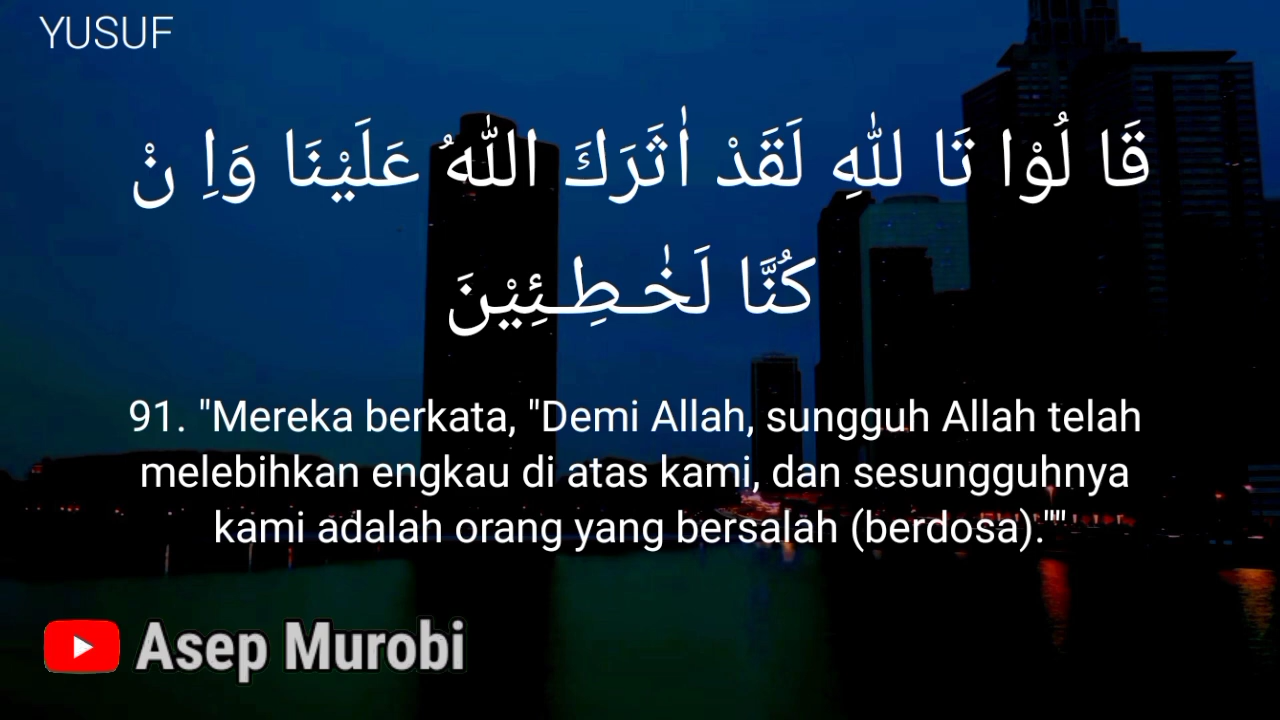 YUSUF
قَا لُوْا تَا للّٰهِ لَقَدْ اٰثَرَكَ اللّٰهُ عَلَيْنَا وَاِ نْ
كُنَّا لَخٰـطِـئِيْنَ
91. "Mereka berkata, "Demi Allah, sungguh Allah telah
melebihkan engkau di atas kami, dan sesungguhnya
kami adalah orang yang bersalah (berdosa).""
Asep Murobi